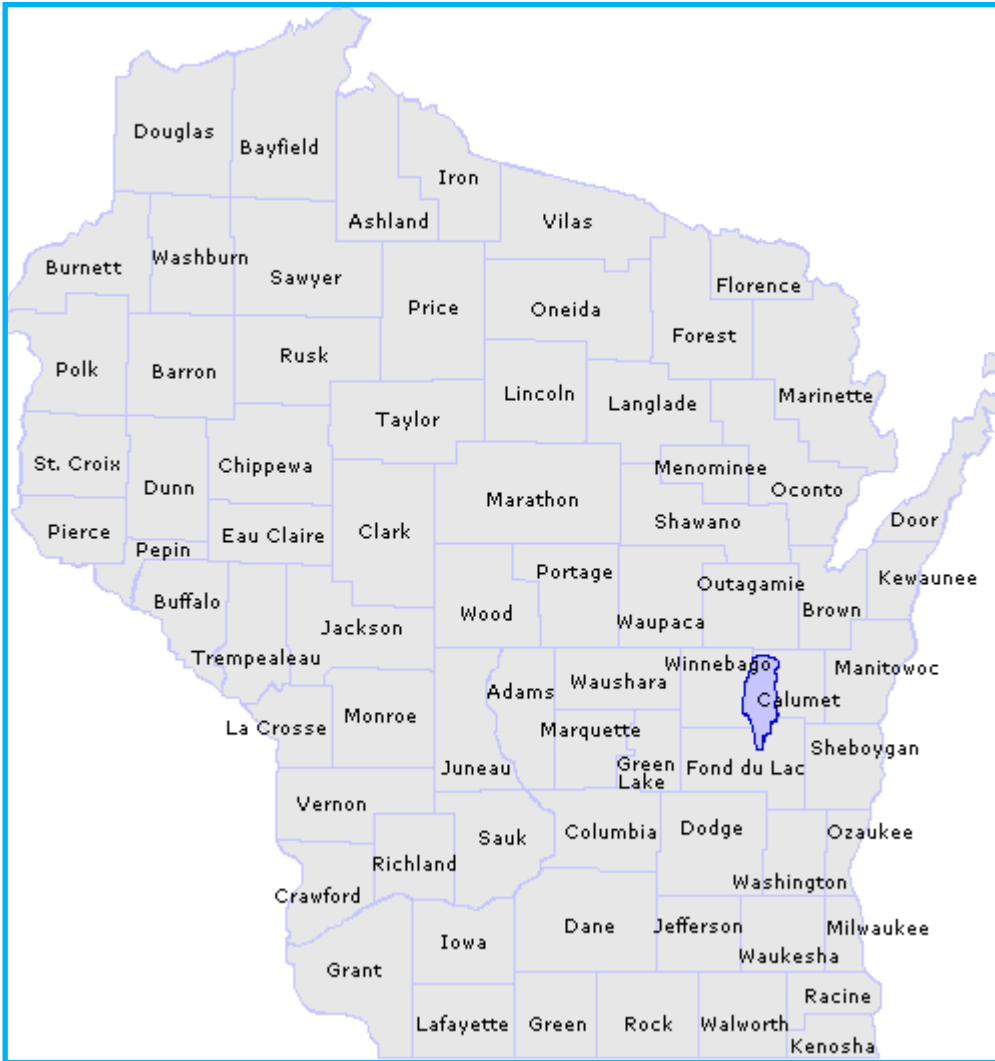 Douglas
Bayfield
Iron
Ashland
Vilas
Burnett
Washburn
Sawyer
Florence
Price
Oneida
Forest
Polk
Barron
Rusk
Lincoln
Langlade
Marinette
Taylor
St. Croix
Chippewa
Menominee
Dunn
Marathon
Oconto
Pierce
Eau Claire
Clark
Shawano
Door
Pepin
Portage
Outagamie
Kewaunee
Buffalo
Wood
Waupaca
Brown
Jackson
Trempealeau
Winnebago
Manitowoc
Adams
Waushara
Calumet
La Crosse
Monroe
Marquette
Sheboygan
Juneau
Green
Lake
Fond du Lac
Vernon
Sauk
Columbia
Dodge
Ozaukee
Richland
Crawford
Washington
Iowa
Dane
Jefferson
Milwaukee
Waukesha
Grant
Racine
Lafayette
Green
Rock
Walworth
Kenosha